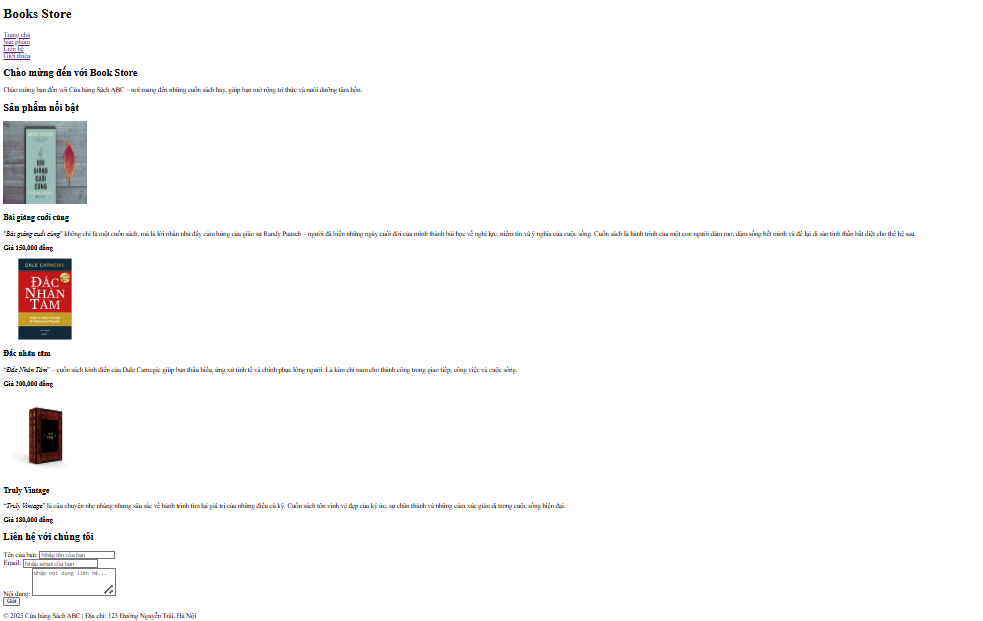 Books Store
Trang chủ
Sản phẩm
Liên hệ
Giới thiệu
Chào mừng đến với Book Store
Chào mừng bạn đến với Cửa hàng Sách ABC – nơi mang đến những cuốn sách hay, giúp bạn mở rộng tri thức và nuôi dưỡng tâm hồn.
Sản phẩm nổi bật
BÀI
GIẢNG
CUỐI
CÙNG
Bài giảng cuối cùng
"Bài giảng cuối cùng" không chỉ là một cuốn sách, mà là lời nhắn nhủ đầy cảm hứng của giáo sư Randy Pausch – người đã biến những ngày cuối đời của mình thành bài học về nghị lực, niềm tin và ý nghĩa của cuộc sống. Cuốn sách là hành trình của một con người dám mơ, dám sống hết mình và để lại di sản tinh thần bất diệt cho thế hệ sau.
Giá 150,000 đồng
DALE CARNEGIE
ĐẮC
NHÂN
TÂM
Đắc nhân tâm
"Đắc Nhân Tâm" – cuốn sách kinh điển của Dale Carnegie giúp bạn thấu hiểu, ứng xử tinh tế và chinh phục lòng người. Là kim chỉ nam cho thành công trong giao tiếp, công việc và cuộc sống.
Giá 200,000 đồng
Truly Vintage
"Truly Vintage" là câu chuyện nhẹ nhàng nhưng sâu sắc về hành trình tìm lại giá trị của những điều cũ kỹ. Cuốn sách tôn vinh vẻ đẹp của ký ức, sự chân thành và những cảm xúc giản dị trong cuộc sống hiện đại.
Giá 180,000 đồng
Liên hệ với chúng tôi
Tên của bạn: Nhập tên của bạn
Email: Nhập email của bạn
Nhập nội dung liên hệ...
Nội dung:
Gửi
© 2025 Cửa hàng Sách ABC | Địa chỉ: 123 Đường Nguyễn Trãi, Hà Nội